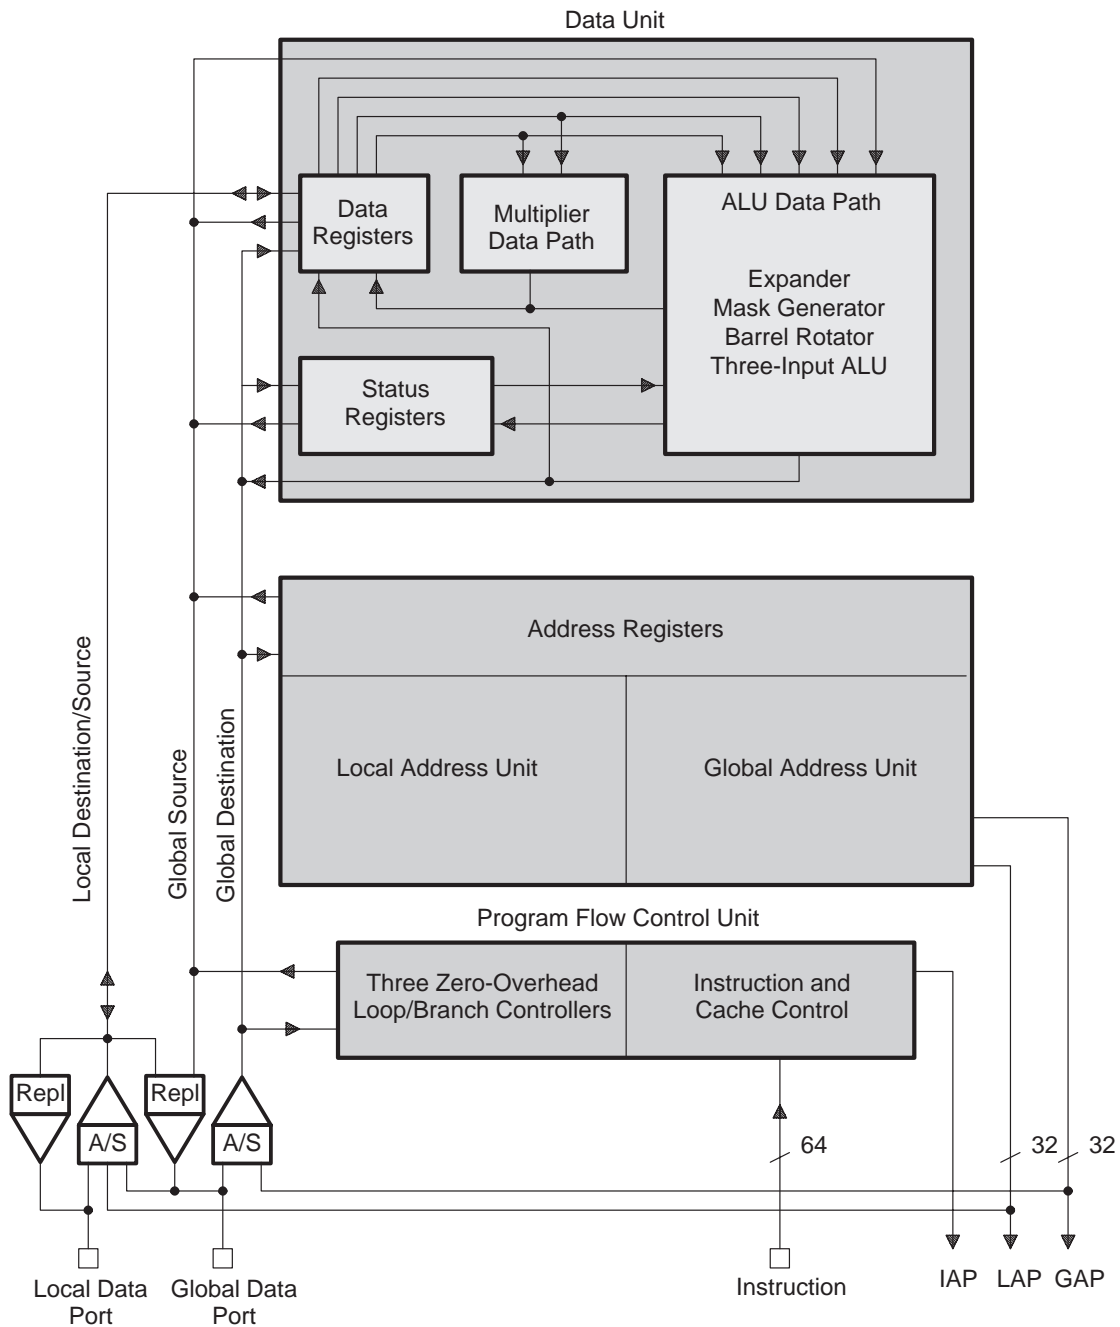 Data Unit
Data
Registers
Multiplier
Data Path
ALU Data Path
Expander
Mask Generator
Barrel Rotator
Three-Input ALU
Status
Registers
Address Registers
Local Address Unit
Global Address Unit
Local Destination/Source
Global Source
Global Destination
Program Flow Control Unit
Three Zero-Overhead
Loop/Branch Controllers
Instruction and
Cache Control
Repl
A/S
Repl
A/S
64
32
32
Local Data
Port
Global Data
Port
Instruction
IAP
LAP
GAP